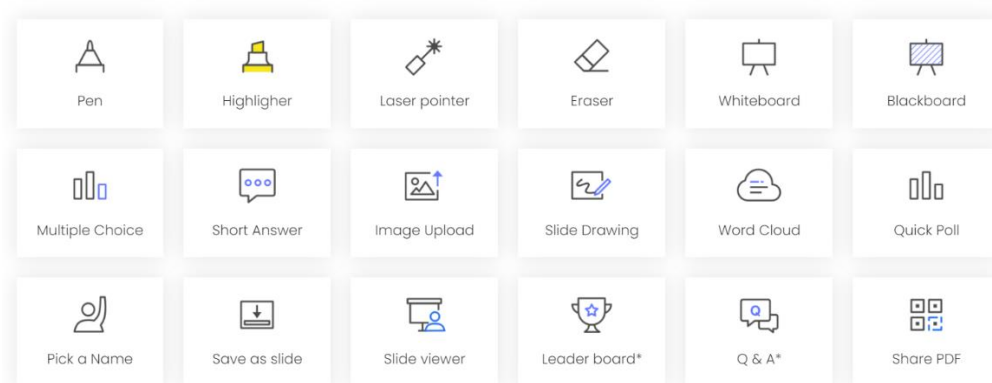 Pen
Highligher
Laser pointer
Eraser
Whiteboard
Blackboard
Multiple Choice
Short Answer
Image Upload
Slide Drawing
Word Cloud
Quick Poll
Pick a Name
Save as slide
Slide viewer
Leader board*
Q
Q & A*
Share PDF